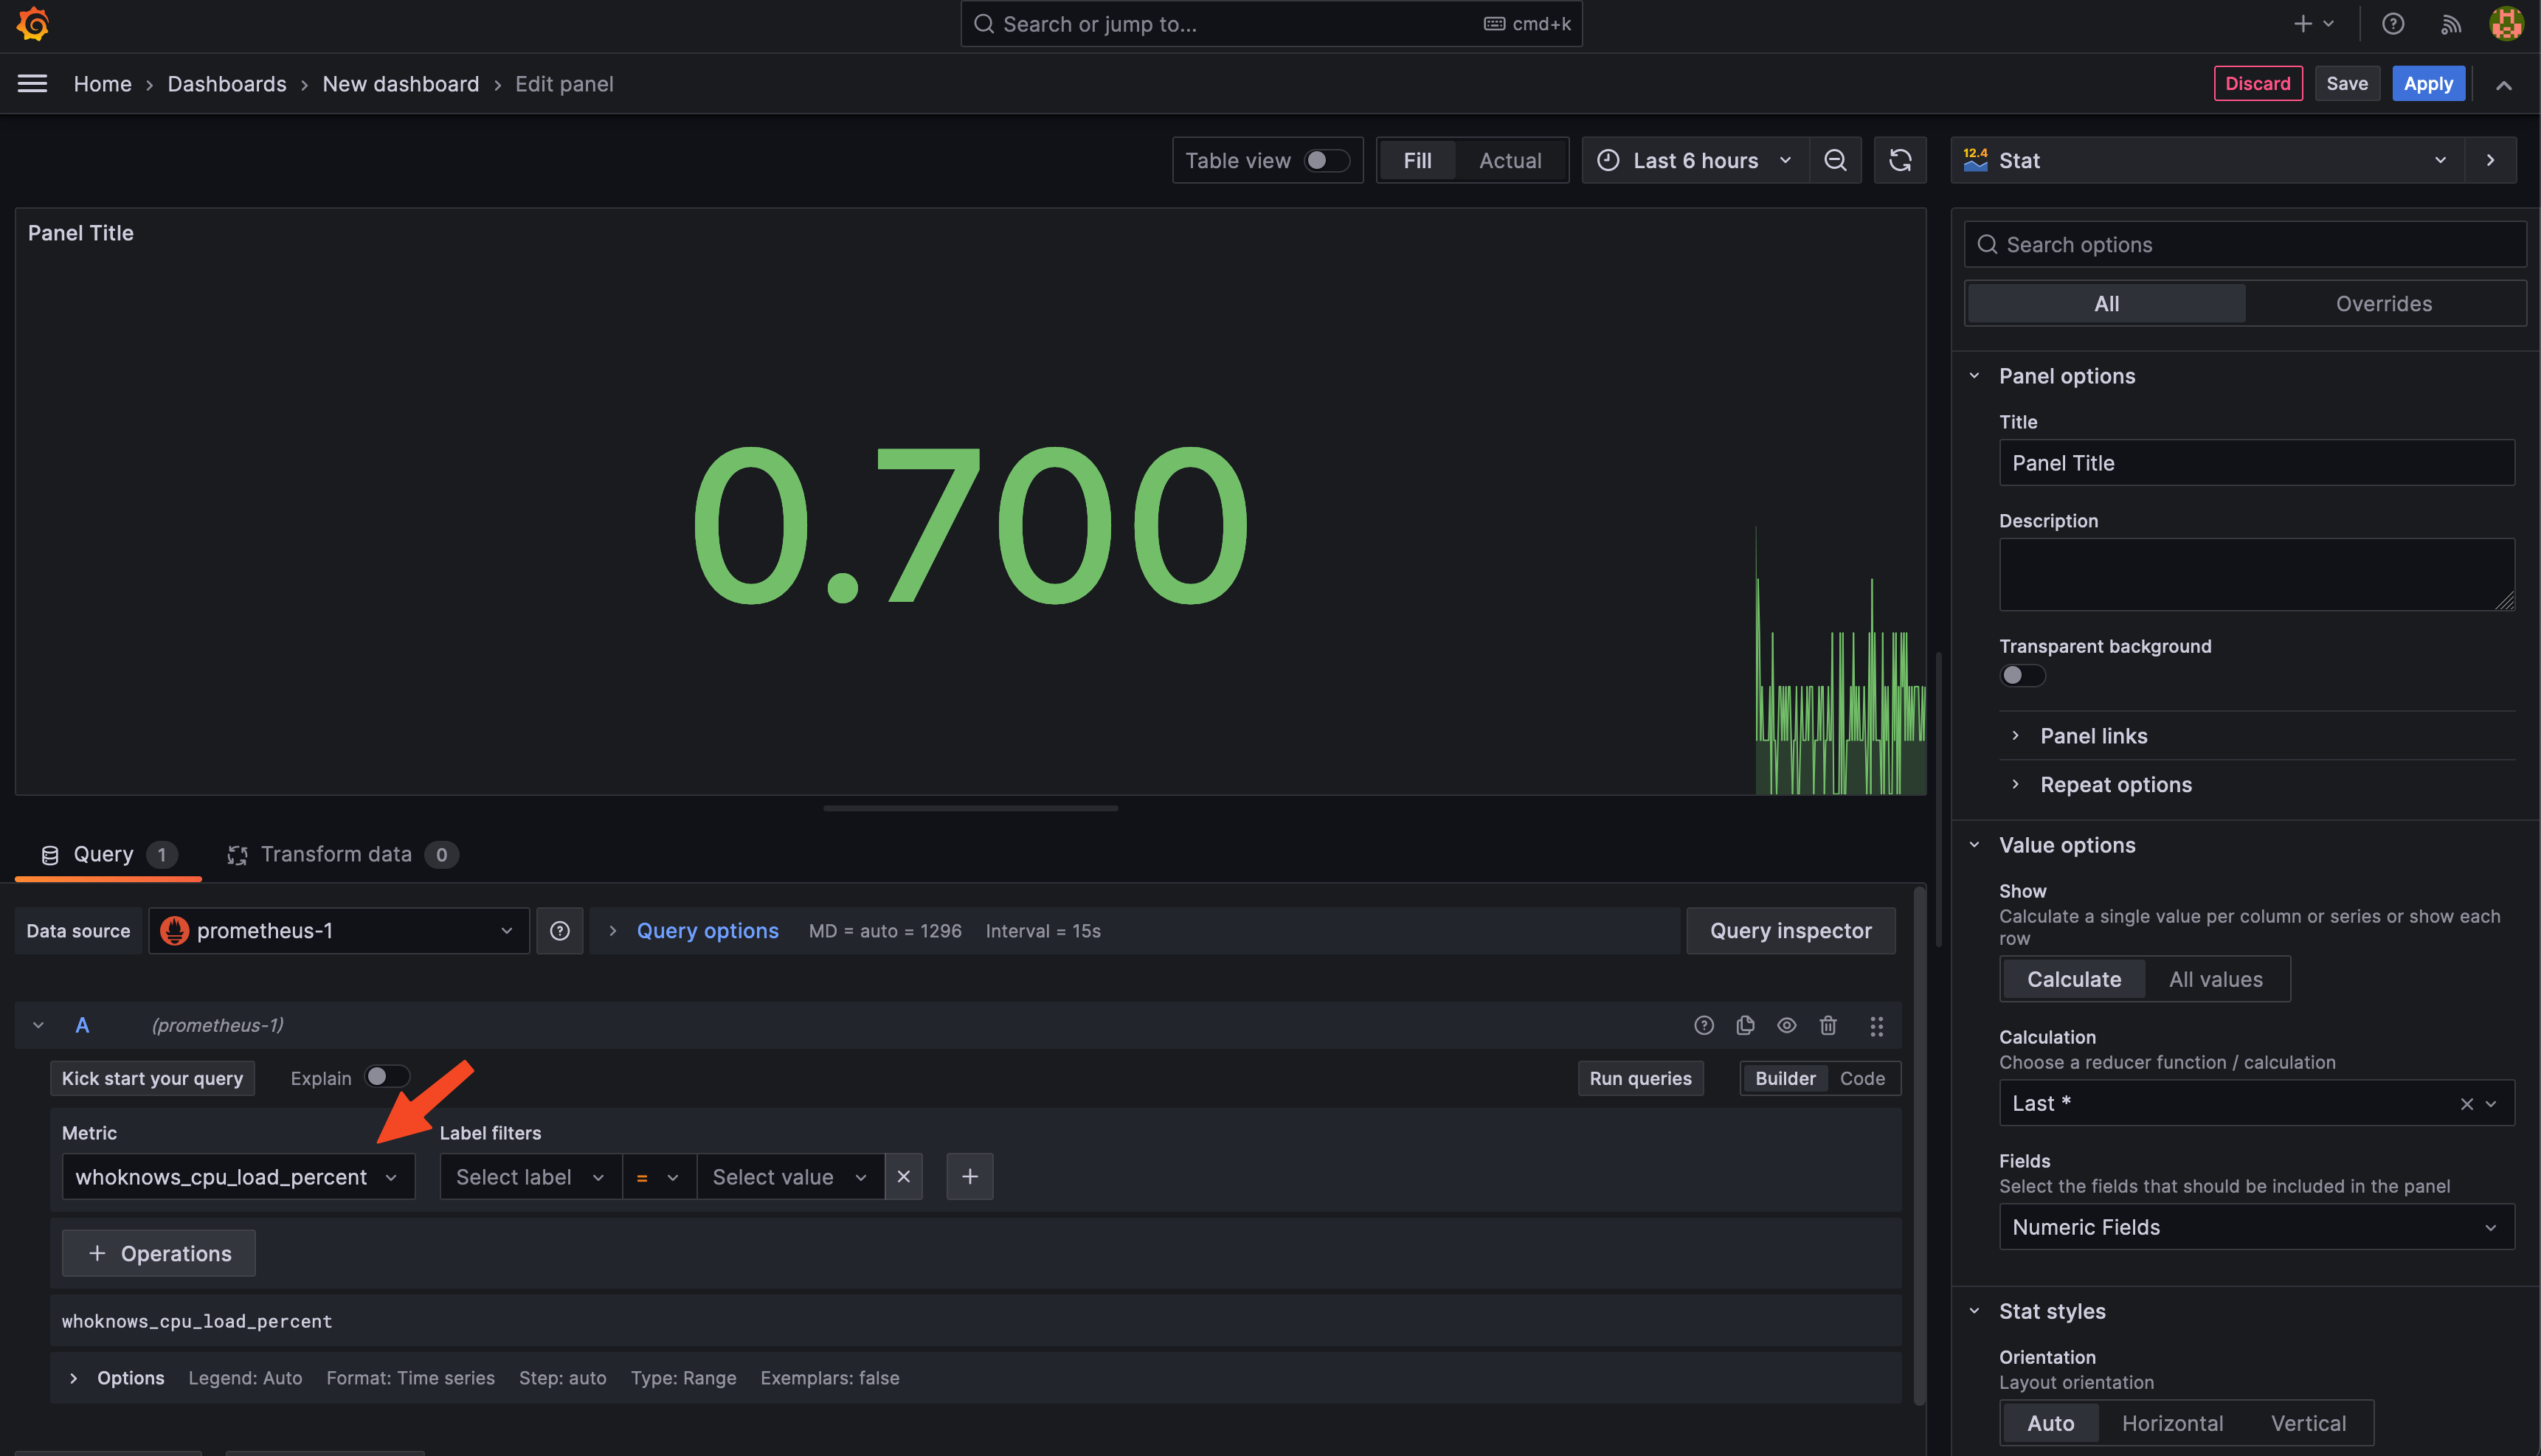 Search or jump to...
cmd+k
Home › Dashboards › New dashboard › Edit panel
Discard
Save
Apply
Table view
Fill
Actual
Last 6 hours
12.4
Stat
Panel Title
0.700
Search options
All
Overrides
Panel options
Title
Panel Title
Description
Transparent background
Panel links
Repeat options
Value options
Show
Calculate a single value per column or series or show each
row
Calculate
All values
Calculation
Choose a reducer function / calculation
Last *
Fields
Select the fields that should be included in the panel
Numeric Fields
Stat styles
Orientation
Layout orientation
Auto
Horizontal
Vertical
Query 1
Transform data 0
Data source
prometheus-1
Query options
MD = auto = 1296
Interval = 15s
Query inspector
A
(prometheus-1)
Kick start your query
Explain
Run queries
Builder
Code
Metric
Label filters
whoknows_cpu_load_percent
Select label
=
Select value
+ Operations
whoknows_cpu_load_percent
Options
Legend: Auto
Format: Time series
Step: auto
Type: Range
Exemplars: false